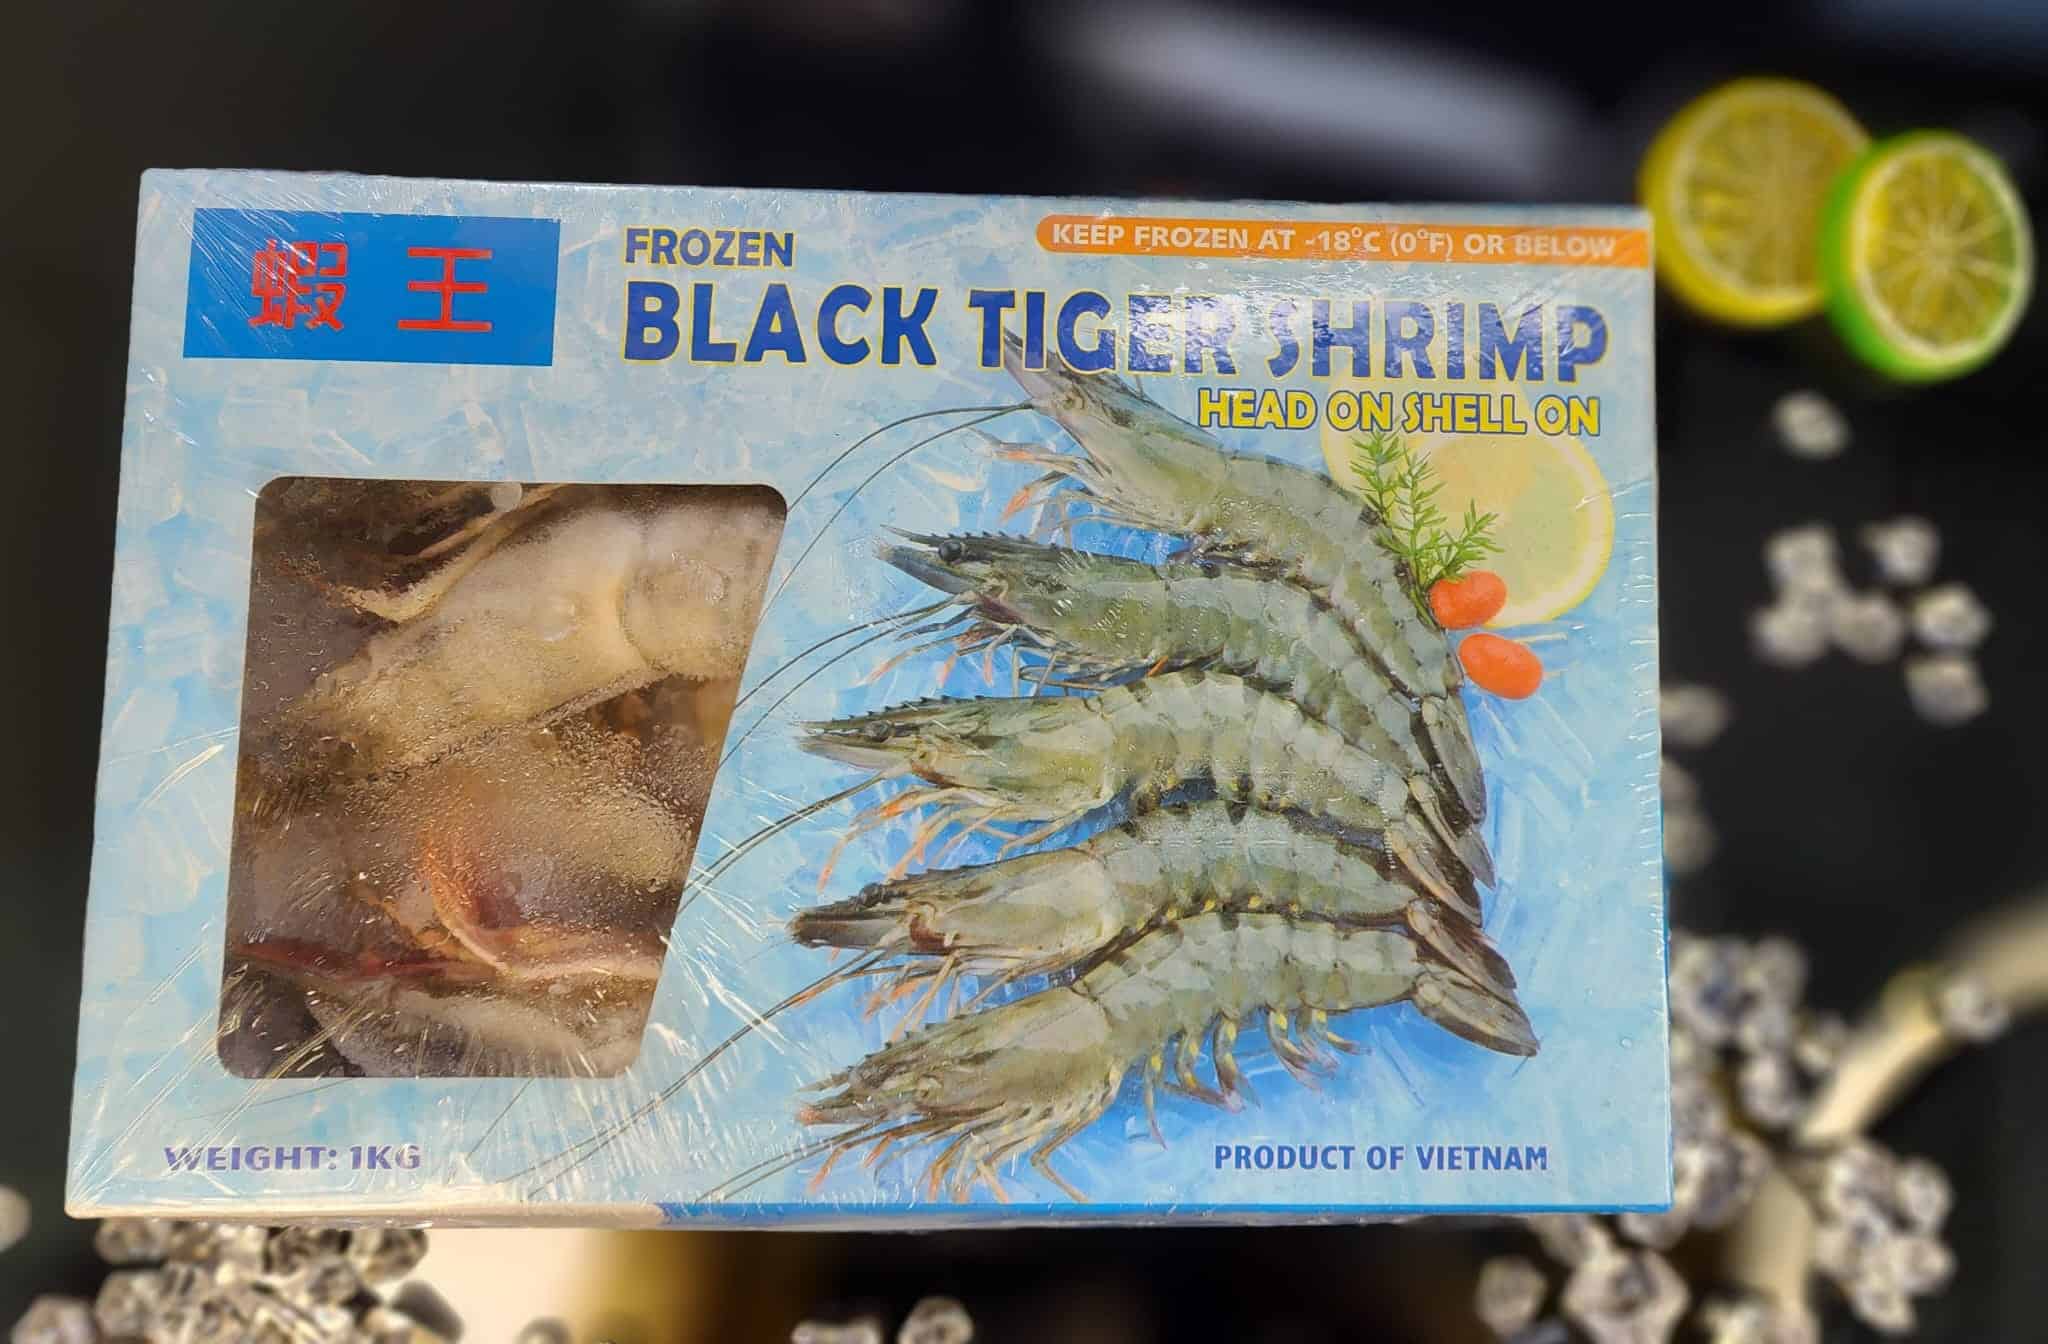 蝦 王
FROZEN
BLACK TIGER SHRIMP
HEAD ON SHELL ON
KEEP FROZEN AT -18°C (0°F) OR BELOW
WEIGHT: 1KG
PRODUCT OF VIETNAM